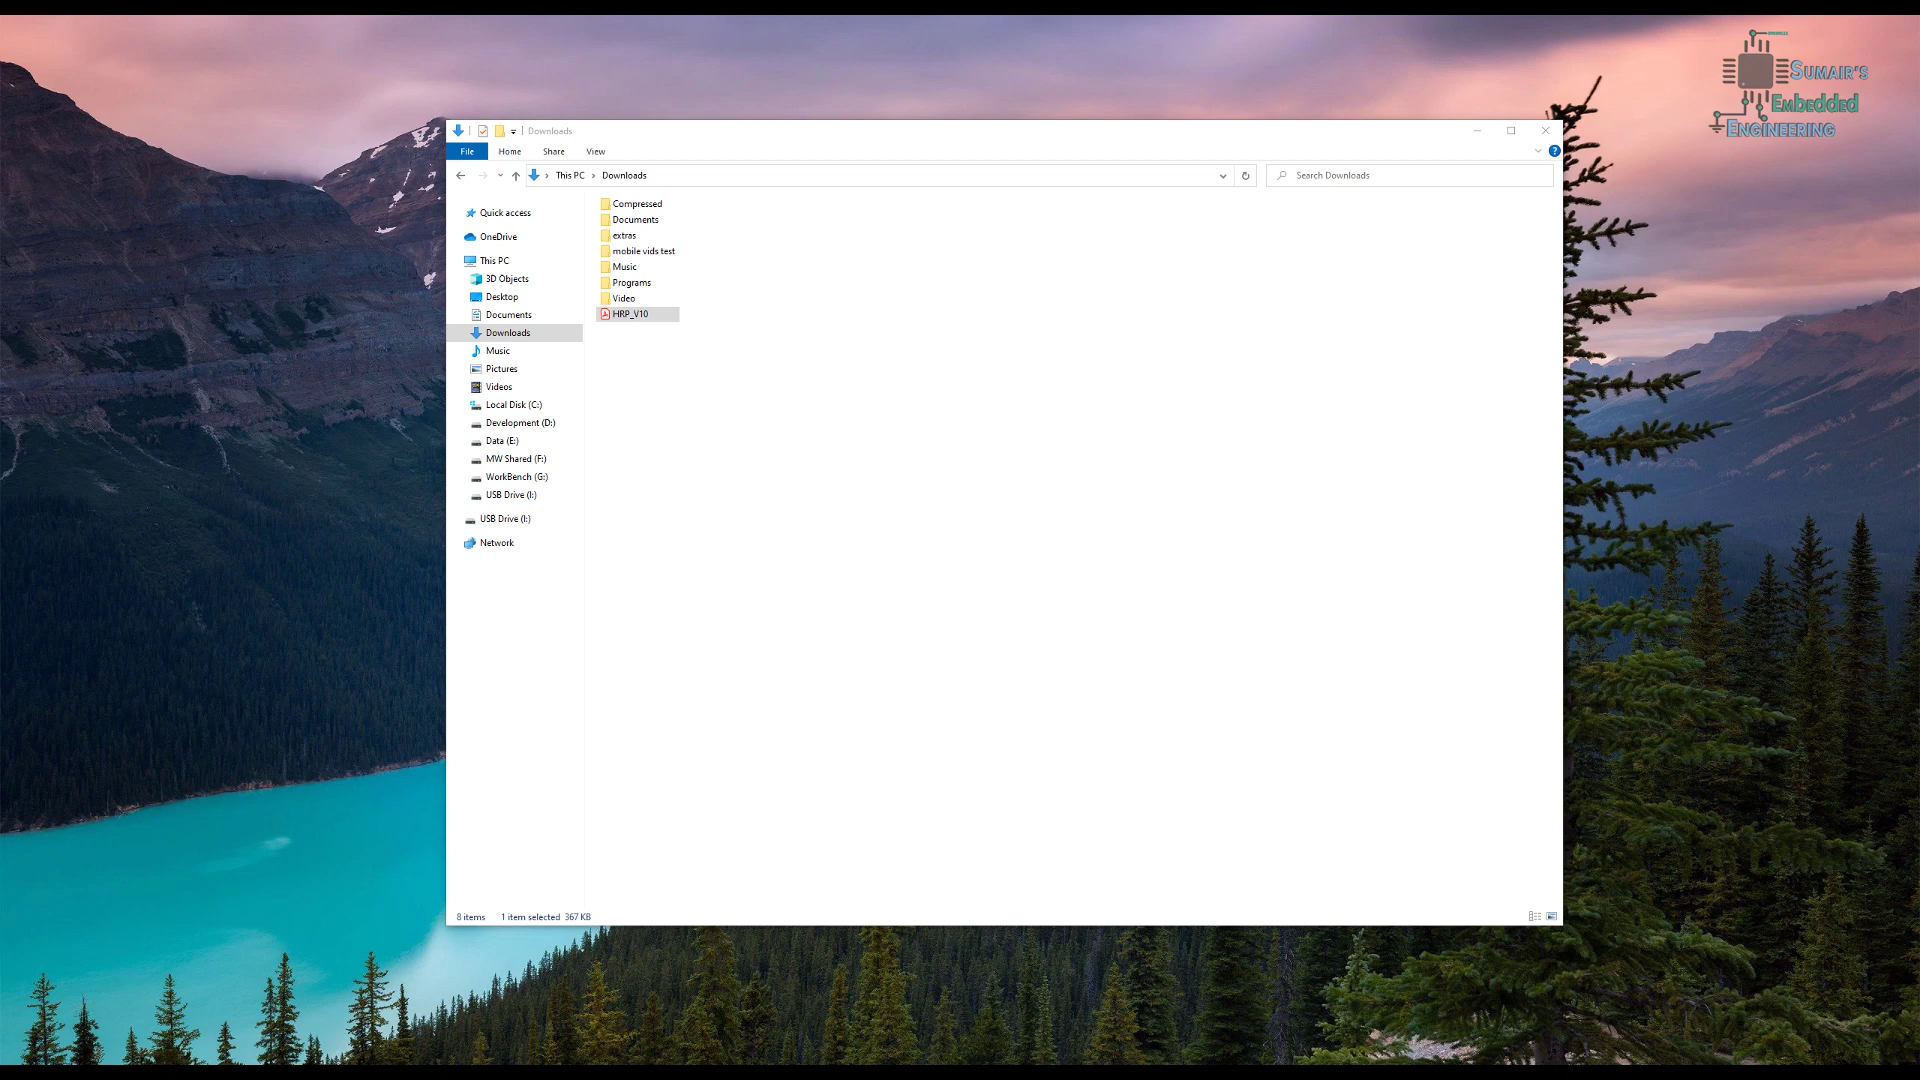 SUMAIR'S
Embedded
ENGINEERING
Downloads
File Home Share View
This PC Downloads
Search Downloads
Quick access
OneDrive
This PC
3D Objects
Desktop
Documents
Downloads
Music
Pictures
Videos
Local Disk (C:)
Development (D:)
Data (E:)
MW Shared (F:)
WorkBench (G:)
USB Drive (I:)
USB Drive (I:)
Network
Compressed
Documents
extras
mobile vids test
Music
Programs
Video
HRP_V10
8 items 1 item selected 367 KB